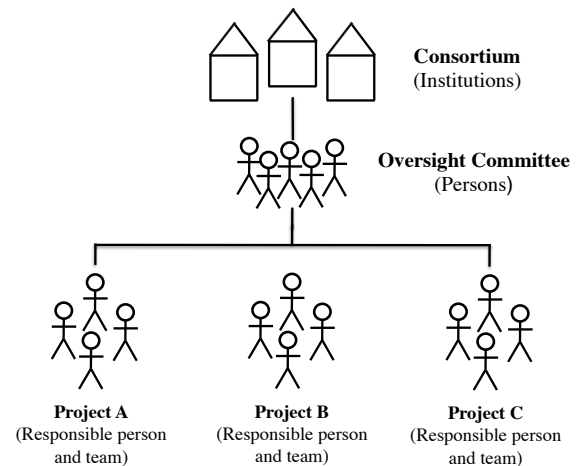 Consortium
(Institutions)
Oversight Committee
(Persons)
Project A
(Responsible person
and team)
Project B
(Responsible person
and team)
Project C
(Responsible person
and team)